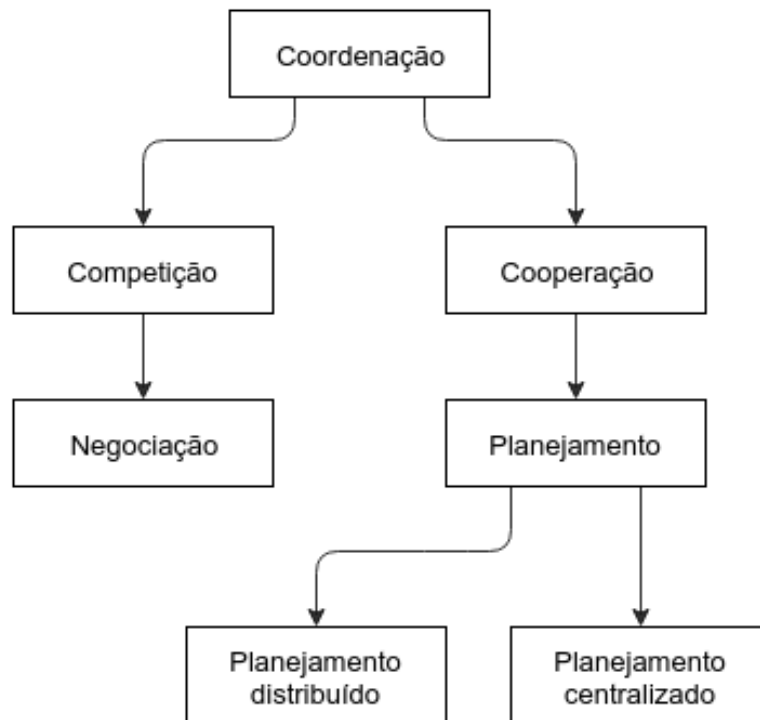 Coordenação
Competição
Cooperação
Negociação
Planejamento
Planejamento
distribuído
Planejamento
centralizado